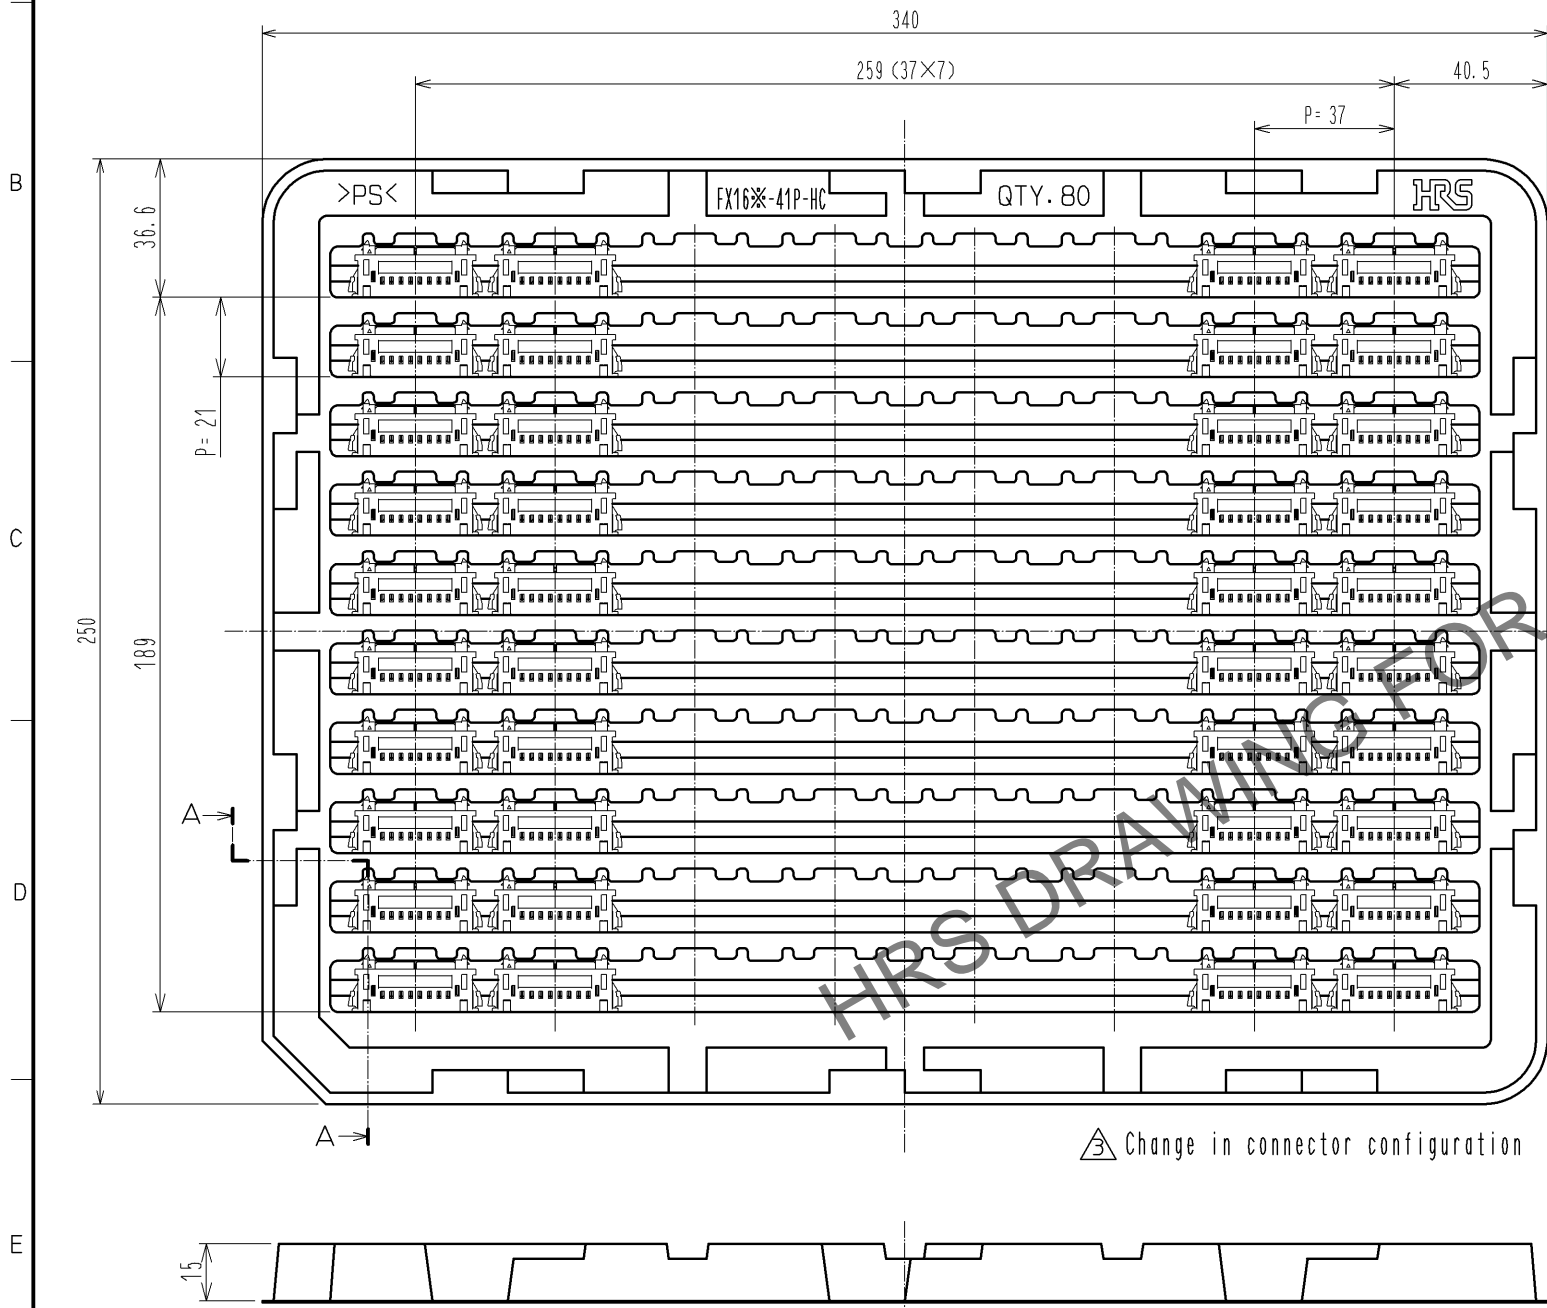 340
259 (37×7)
40.5
P= 37
B
>PS<
FX16※-41P-HC
QTY. 80
HRS
36.6
P= 21
C
250
189
A
D
A
HRS DRAWING FOR
3 Change in connector configuration
E
15